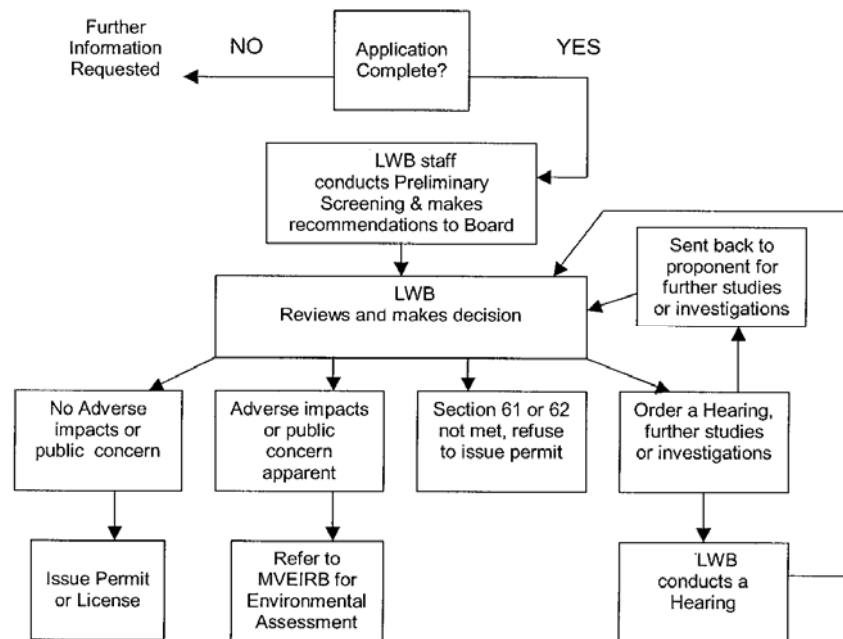 Further
Information
Requested
NO
Application
Complete?
YES
LWB staff
conducts Preliminary
Screening & makes
recommendations to Board
Sent back to
proponent for
further studies
or investigations
LWB
Reviews and makes decision
No Adverse
impacts or
public concern
Adverse impacts
or public
concern
apparent
Section 61 or 62
not met, refuse
to issue permit
Order a Hearing,
further studies
or investigations
Issue Permit
or License
Refer to
MVEIRB for
Environmental
Assessment
LWB
conducts a
Hearing